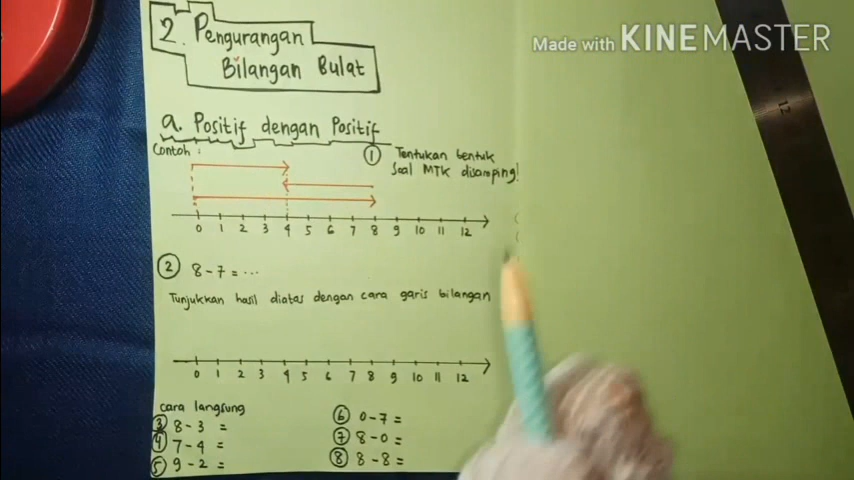 Made with KINEMASTER
2. Pengurangan
Bilangan Bulat
a. Positif dengan Positif
Contoh :
1 Tentukan bentuk
Soal MTK disamping!
0 1 2 3 4 5 6 7 8 9 10 11 12
2 8-7 = ...
Tunjukkan hasil diatas dengan cara garis bilangan
0 1 2 3 4 5 6 7 8 9 10 11 12
cara langsung
3 8-3 =
4 7-4 =
5 9-2 =
6 0-7 =
7 8-0 =
8 8-8 =
12